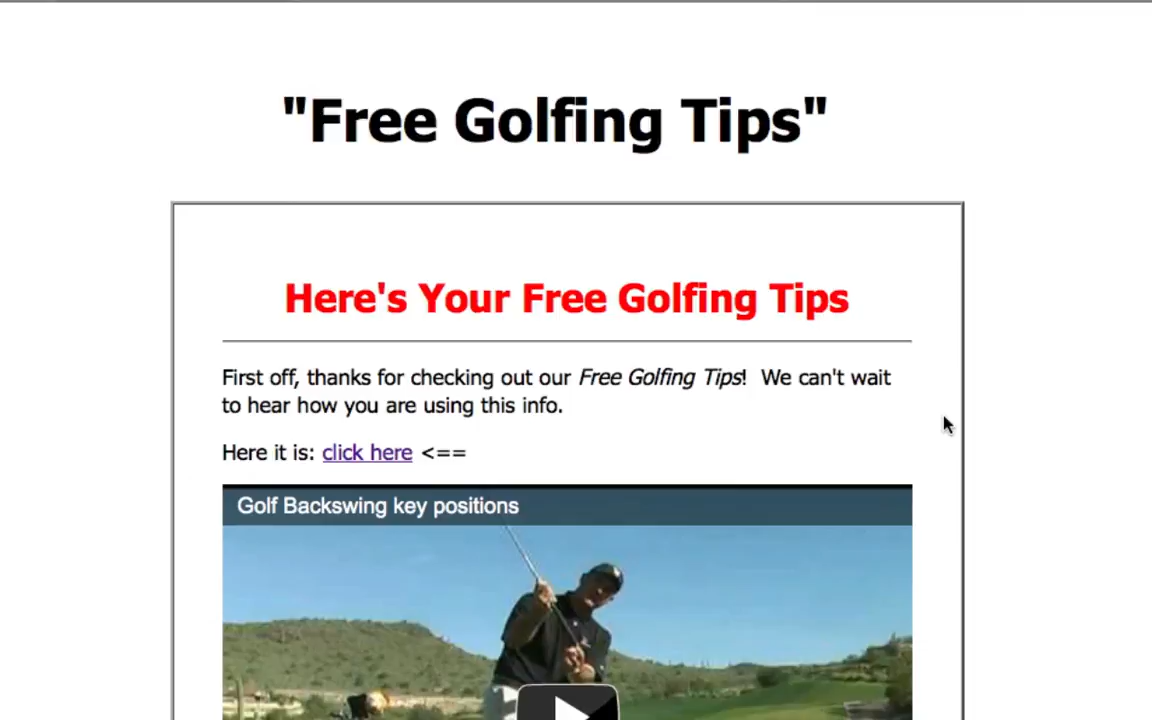 "Free Golfing Tips"
Here's Your Free Golfing Tips
First off, thanks for checking out our Free Golfing Tips!  We can't wait
to hear how you are using this info.
Here it is: click here <==
Golf Backswing key positions